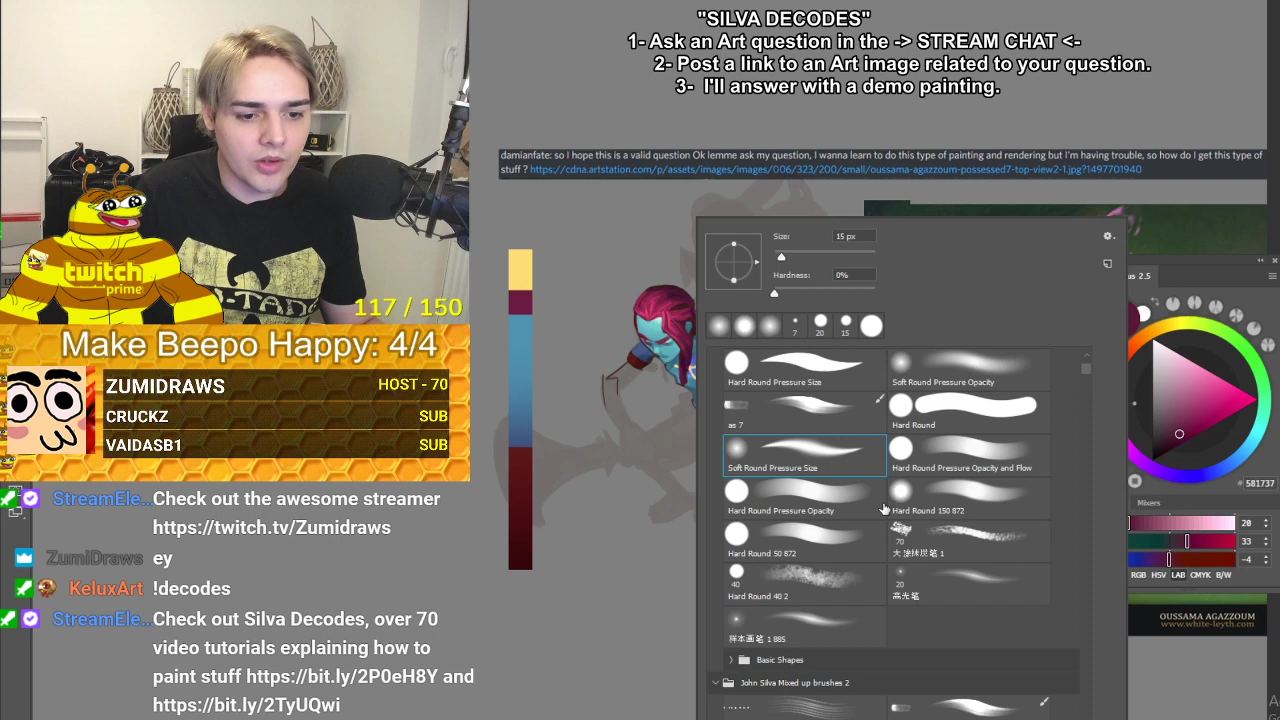 "SILVA DECODES"
1- Ask an Art question in the -> STREAM CHAT <-
2- Post a link to an Art image related to your question.
3- I'll answer with a demo painting.
damianfate: so I hope this is a valid question Ok lemme ask my question, I wanna learn to do this type of painting and rendering but I'm having trouble, so how do I get this type of
stuff ? https://cdna.artstation.com/p/assets/images/images/006/323/200/small/oussama-agazzoum-possessed7-top-view2-1.jpg?1497701940
twitch
prime
117 / 150
Make Beepo Happy: 4/4
ZUMIDRAWS HOST - 70
CRUCKZ SUB
VAIDASB1 SUB
StreamEle... Check out the awesome streamer
https://twitch.tv/Zumidraws
ZumiDraws ey
KeluxArt !decodes
StreamEle... Check out Silva Decodes, over 70
video tutorials explaining how to
paint stuff https://bit.ly/2P0eH8Y and
https://bit.ly/2TyUQwi
Size: 15 px
Hardness: 0%
7 20 15
Hard Round Pressure Size
Soft Round Pressure Opacity
as 7
Hard Round
Soft Round Pressure Size
Hard Round Pressure Opacity and Flow
Hard Round Pressure Opacity
Hard Round 150 872
Hard Round 50 872
70
40
Hard Round 40 2
20
高光笔
样本画笔 1 885
Basic Shapes
John Silva Mixed up brushes 2
us 2.5
# 581737
Mixers
20
33
-4
RGB HSV LAB CMYK B/W
OUSSAMA AGAZZOUM
www.white-leyth.com